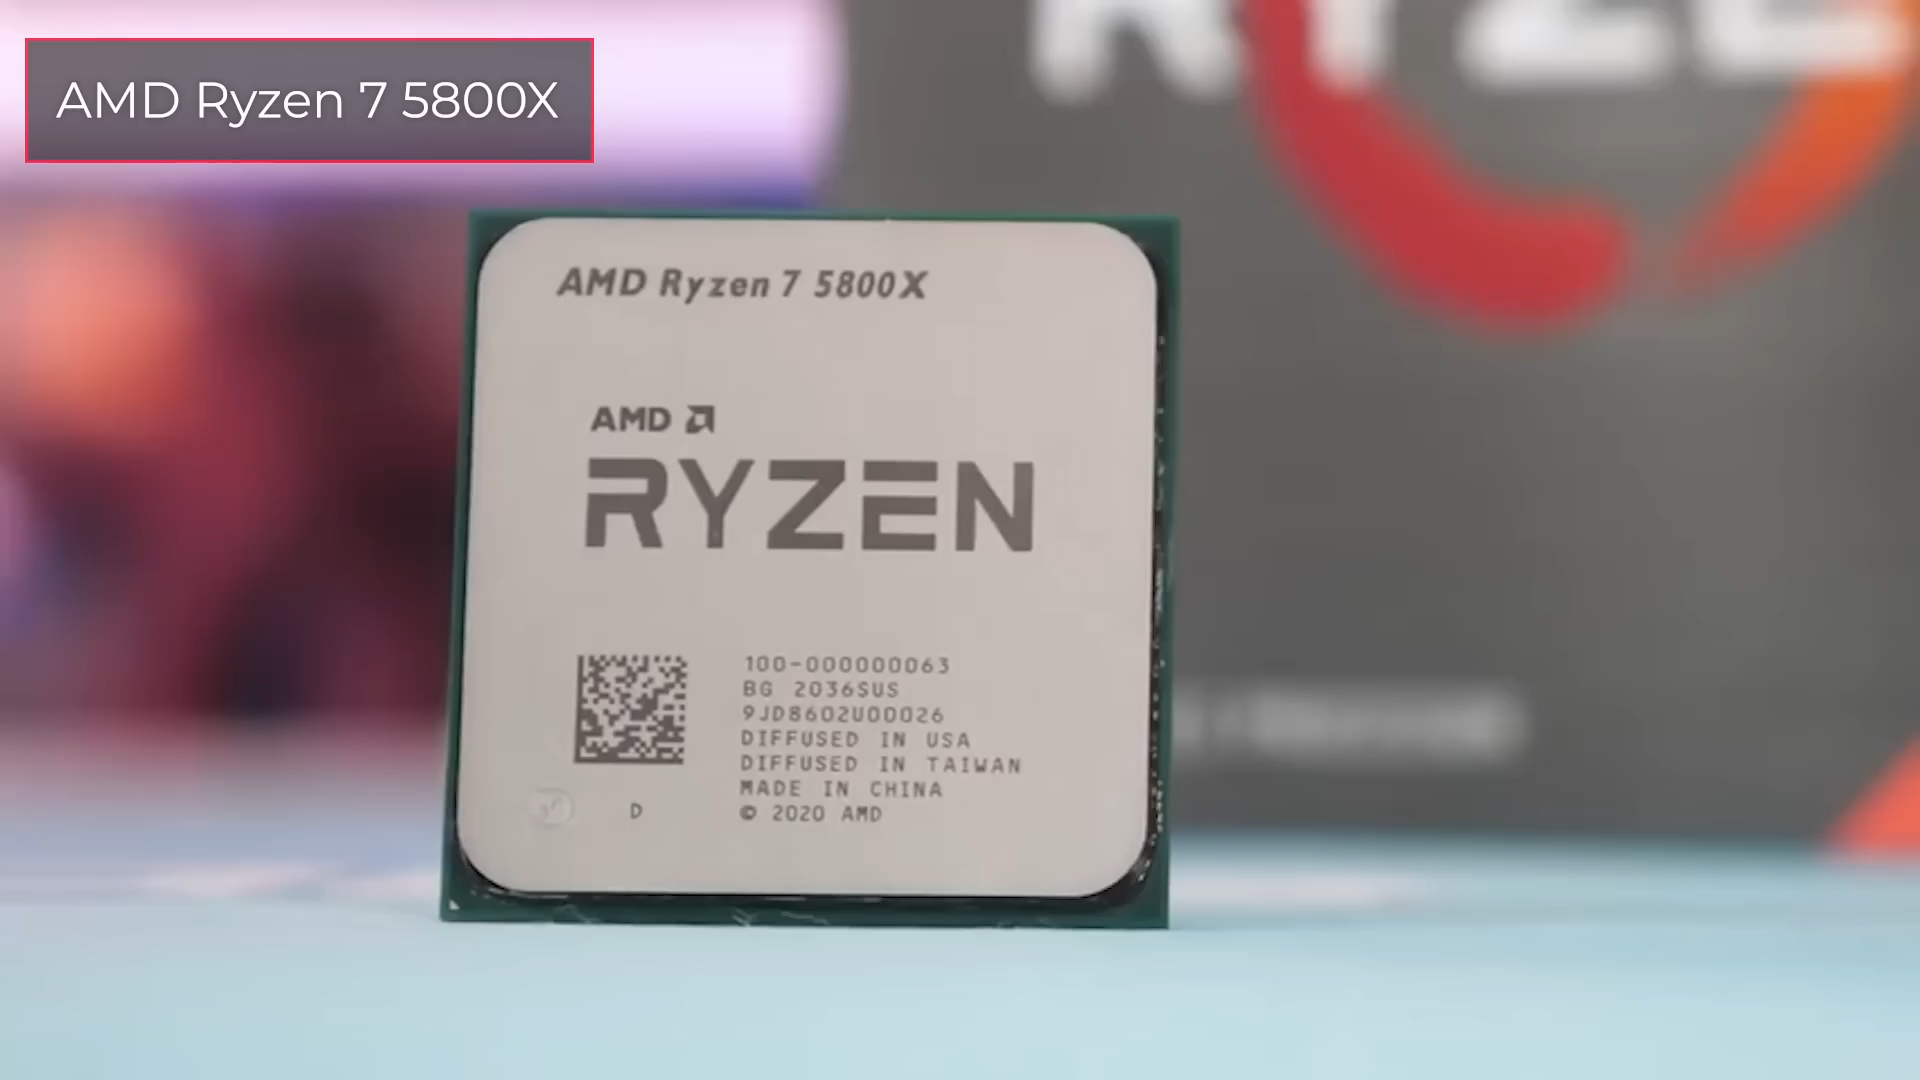 AMD Ryzen 7 5800X
RYZE
AMD Ryzen 7 5800X
AMD
RYZEN
100-000000063
BG 2036SUS
9JD8602U00026
DIFFUSED IN USA
DIFFUSED IN TAIWAN
MADE IN CHINA
© 2020 AMD
D